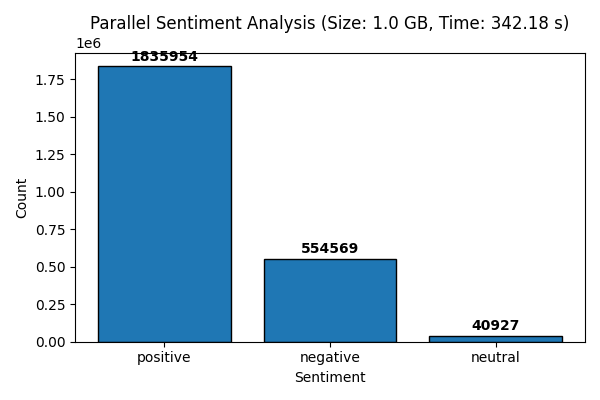 Parallel Sentiment Analysis (Size: 1.0 GB, Time: 342.18 s)
1e6
1835954
1.75
1.50
1.25
1.00
0.75
0.50
0.25
0.00
554569
40927
Count
positive
negative
neutral
Sentiment